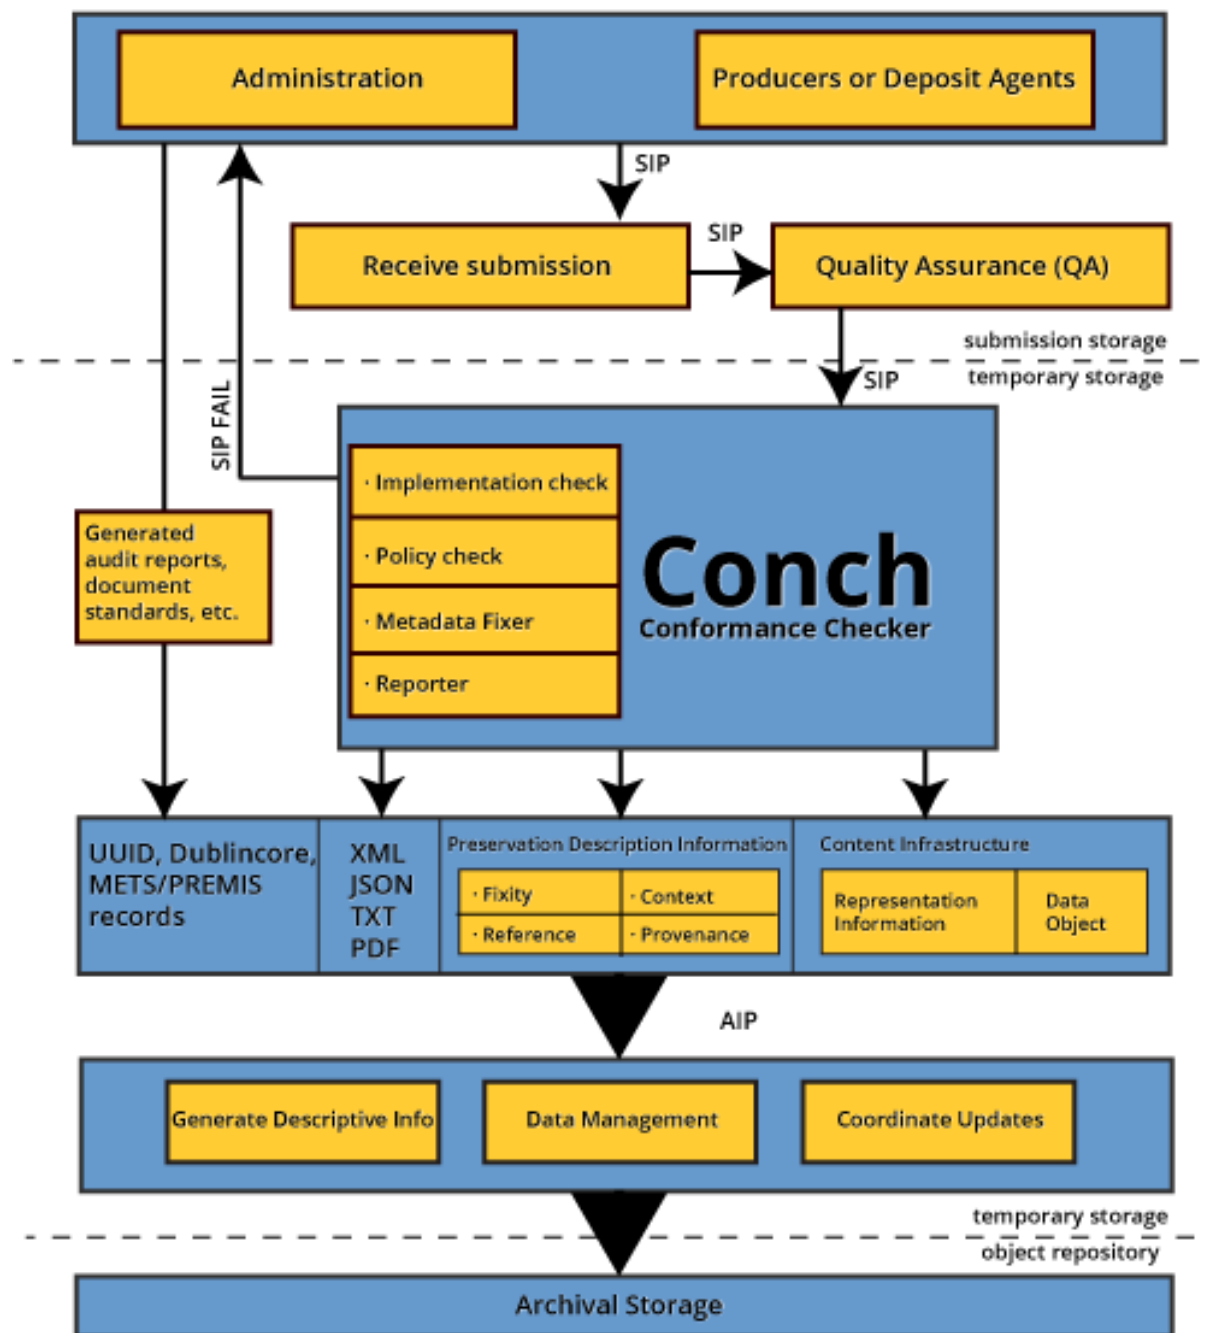 Administration
Producers or Deposit Agents
SIP
SIP
Receive submission
Quality Assurance (QA)
submission storage
temporary storage
SIP
SIP FAIL
· Implementation check
· Policy check
· Metadata Fixer
· Reporter
Conch
Conformance Checker
Generated
audit reports,
document
standards, etc.
UUID, Dublincore,
METS/PREMIS
records
XML
JSON
TXT
PDF
Preservation Description Information
· Fixity
· Context
· Reference
· Provenance
Content Infrastructure
Representation
Information
Data
Object
AIP
Generate Descriptive Info
Data Management
Coordinate Updates
temporary storage
object repository
Archival Storage